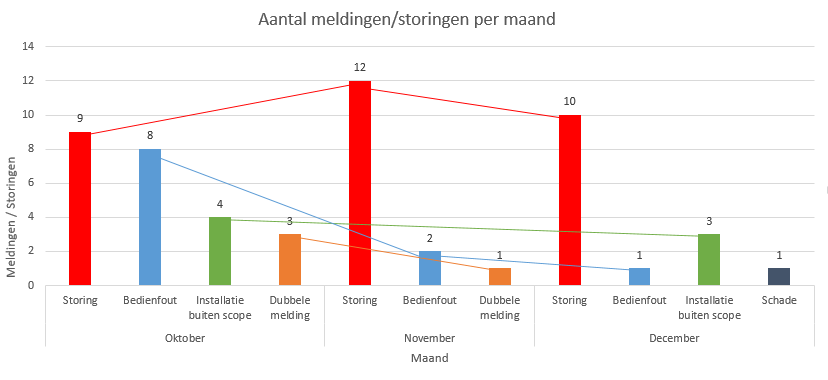 Aantal meldingen/storingen per maand
14
12
10
8
6
4
2
0
Meldingen / Storingen
9
8
4
3
12
2
1
10
1
3
1
Storing
Bedienfout
Installatie
buiten scope
Dubbele
melding
Storing
Bedienfout
Dubbele
melding
Storing
Bedienfout
Installatie
buiten scope
Schade
Oktober
November
December
Maand